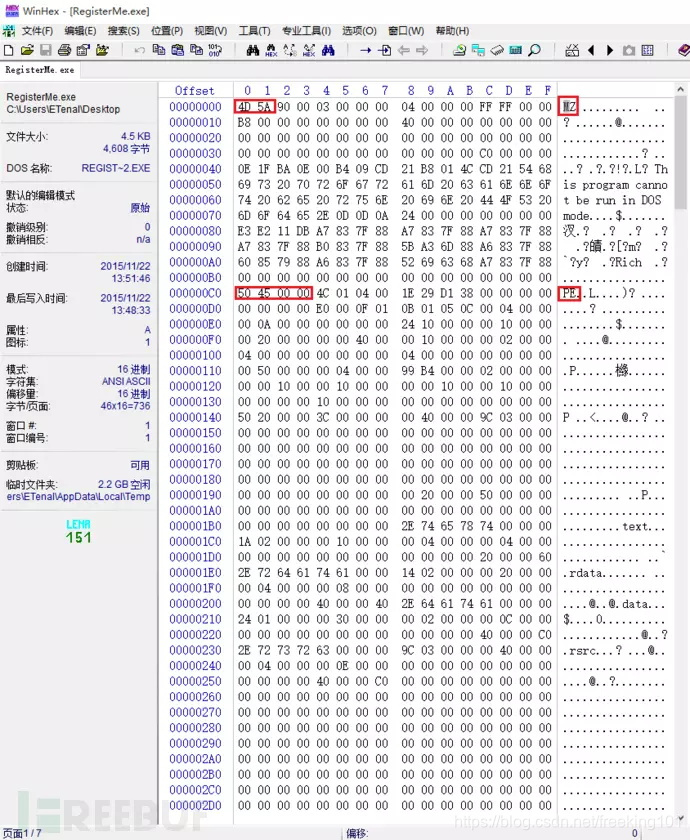 WinHex - [RegisterMe.exe]
文件(F) 编辑(E) 搜索(S) 位置(P) 视图(V) 工具(T) 专业工具(I) 选项(O) 窗口(W) 帮助(H)
RegisterMe.exe
RegisterMe.exe
C:\Users\ETenal\Desktop
文件大小: 4.5 KB
4,608 字节
DOS 名称: REGIST~2.EXE
默认的编辑模式
状态: 原始
撤销级别: 0
撤销相反: n/a
创建时间: 2015/11/22
13:51:46
最后写入时间: 2015/11/22
13:48:33
属性: A
图标: 1
模式: 16 进制
字符集: ANSI ASCII
偏移量: 16 进制
字节/页面: 46x16=736
窗口 #: 1
窗口编号: 1
剪贴板: 可用
临时文件夹: 2.2 GB 空闲
ers\ETenal\AppData\Local\Temp
LENA
151
Offset 0 1 2 3 4 5 6 7 8 9 A B C D E F
00000000 4D 5A 90 00 03 00 00 00 04 00 00 00 FF FF 00 00 MZ.......... ..
00000010 B8 00 00 00 00 00 00 00 40 00 00 00 00 00 00 00 ? ......@.......
00000020 00 00 00 00 00 00 00 00 00 00 00 00 00 00 00 00 ................
00000030 00 00 00 00 00 00 00 00 00 00 00 00 C0 00 00 00 ............? ..
00000040 0E 1F BA 0E 00 B4 09 CD 21 B8 01 4C CD 21 54 68 ..? .?.?!?.L? Th
00000050 69 73 20 70 72 6F 67 72 61 6D 20 63 61 6E 6E 6F is program canno
00000060 74 20 62 65 20 72 75 6E 20 69 6E 20 44 4F 53 20 t be run in DOS
00000070 6D 6F 64 65 2E 0D 0D 0A 24 00 00 00 00 00 00 00 mode....$.......
00000080 E3 E2 11 DB A7 83 7F 88 A7 83 7F 88 A7 83 7F 88
00000090 A7 83 7F 88 B0 83 7F 88 5B A3 6D 88 A6 83 7F 88
000000A0 60 85 79 88 A6 83 7F 88 52 69 63 68 A7 83 7F 88 `?y? .?Rich .?
000000B0 00 00 00 00 00 00 00 00 00 00 00 00 00 00 00 00 ................
000000C0 50 45 00 00 4C 01 04 00 1E 29 D1 38 00 00 00 00 PE..L....)? ....
000000D0 00 00 00 00 E0 00 0F 01 0B 01 05 0C 00 04 00 00 ....? ..........
000000E0 00 0A 00 00 00 00 00 00 24 10 00 00 00 10 00 00 ........$.......
000000F0 00 20 00 00 00 00 40 00 00 10 00 00 00 02 00 00 . ....@.........
00000100 04 00 00 00 00 00 00 00 04 00 00 00 00 00 00 00 ................
00000110 00 50 00 00 00 04 00 00 99 B4 00 00 02 00 00 00 .P......
00000120 00 00 10 00 00 10 00 00 00 00 10 00 00 10 00 00 ................
00000130 00 00 00 00 10 00 00 00 00 00 00 00 00 00 00 00 ................
00000140 50 20 00 00 3C 00 00 00 00 40 00 00 9C 03 00 00 P ..<....@..? ..
00000150 00 00 00 00 00 00 00 00 00 00 00 00 00 00 00 00 ................
00000160 00 00 00 00 00 00 00 00 00 00 00 00 00 00 00 00 ................
00000170 00 00 00 00 00 00 00 00 00 00 00 00 00 00 00 00 ................
00000180 00 00 00 00 00 00 00 00 00 00 00 00 00 00 00 00 ................
00000190 00 00 00 00 00 00 00 00 00 20 00 00 50 00 00 00 ......... ..P...
000001A0 00 00 00 00 00 00 00 00 00 00 00 00 00 00 00 00 ................
000001B0 00 00 00 00 00 00 00 00 2E 74 65 78 74 00 00 00 .........text...
000001C0 1A 02 00 00 00 10 00 00 00 04 00 00 00 04 00 00 ................
000001D0 00 00 00 00 00 00 00 00 00 00 00 00 20 00 00 60 ............ ..`
000001E0 2E 72 64 61 74 61 00 00 14 02 00 00 00 20 00 00 .rdata....... ..
000001F0 00 04 00 00 00 08 00 00 00 00 00 00 00 00 00 00 ................
00000200 00 00 00 00 40 00 00 40 2E 64 61 74 61 00 00 00 ....@..@.data...
00000210 24 01 00 00 00 30 00 00 00 02 00 00 00 0C 00 00 $....0..........
00000220 00 00 00 00 00 00 00 00 00 00 00 00 40 00 00 C0 ............@..?
00000230 2E 72 73 72 63 00 00 00 9C 03 00 00 00 40 00 00 .rsrc...? ...@..
00000240 00 04 00 00 00 0E 00 00 00 00 00 00 00 00 00 00 ................
00000250 00 00 00 00 40 00 00 C0 00 00 00 00 00 00 00 00 ....@..? .......
00000260 00 00 00 00 00 00 00 00 00 00 00 00 00 00 00 00 ................
00000270 00 00 00 00 00 00 00 00 00 00 00 00 00 00 00 00 ................
00000280 00 00 00 00 00 00 00 00 00 00 00 00 00 00 00 00 ................
00000290 00 00 00 00 00 00 00 00 00 00 00 00 00 00 00 00 ................
000002A0 00 00 00 00 00 00 00 00 00 00 00 00 00 00 00 00 ................
000002B0 00 00 00 00 00 00 00 00 00 00 00 00 00 00 00 00 ................
000002C0 00 00 00 00 00 00 00 00 00 00 00 00 00 00 00 00 ................
000002D0 00 00 00 00 00 00 00 00 00 00 00 00 00 00 00 00 ................
FREEBUF
页面1 / 7 偏移: 0